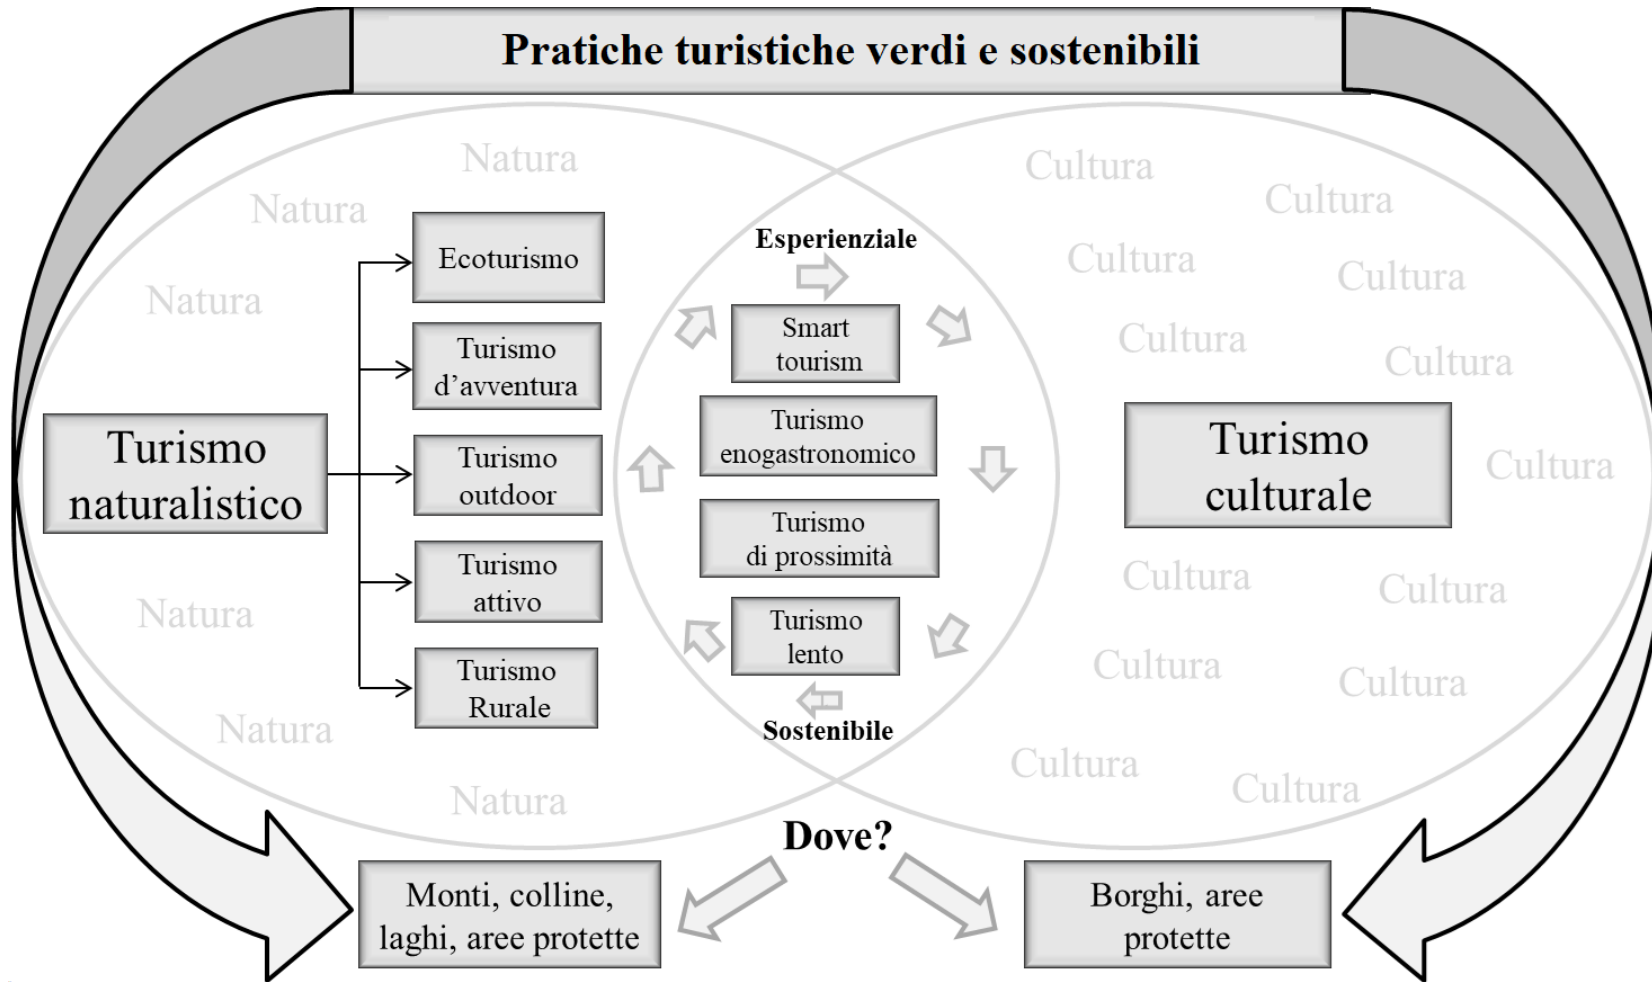 Pratiche turistiche verdi e sostenibili
Natura
Natura
Natura
Natura
Natura
Natura
Turismo
naturalistico
Ecoturismo
Turismo
d’avventura
Turismo
outdoor
Turismo
attivo
Turismo
Rurale
Esperienziale
Smart
tourism
Turismo
enogastronomico
Turismo
di prossimità
Turismo
lento
Sostenibile
Cultura
Cultura
Cultura
Cultura
Cultura
Cultura
Turismo
culturale
Cultura
Cultura
Cultura
Cultura
Cultura
Cultura
Cultura
Dove?
Monti, colline,
laghi, aree protette
Borghi, aree
protette